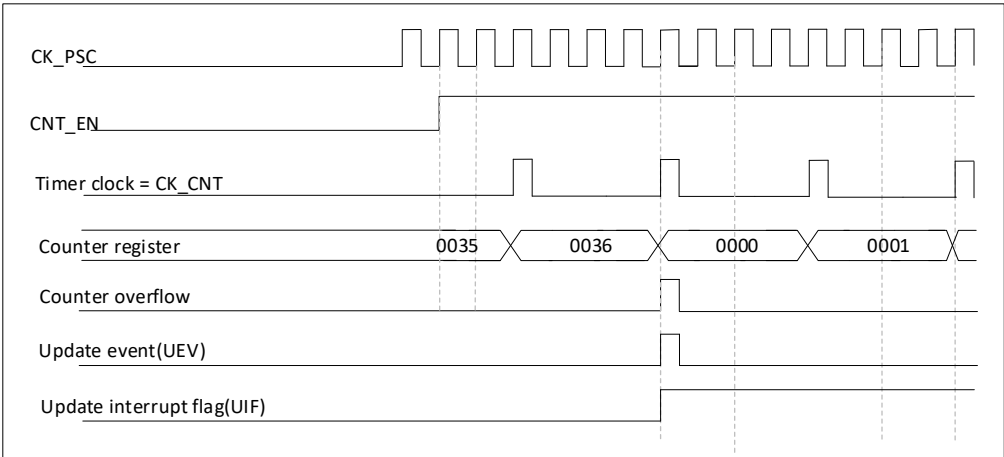 CK_PSC
CNT_EN
Timer clock = CK_CNT
Counter register 0035 0036 0000 0001
Counter overflow
Update event(UEV)
Update interrupt flag(UIF)